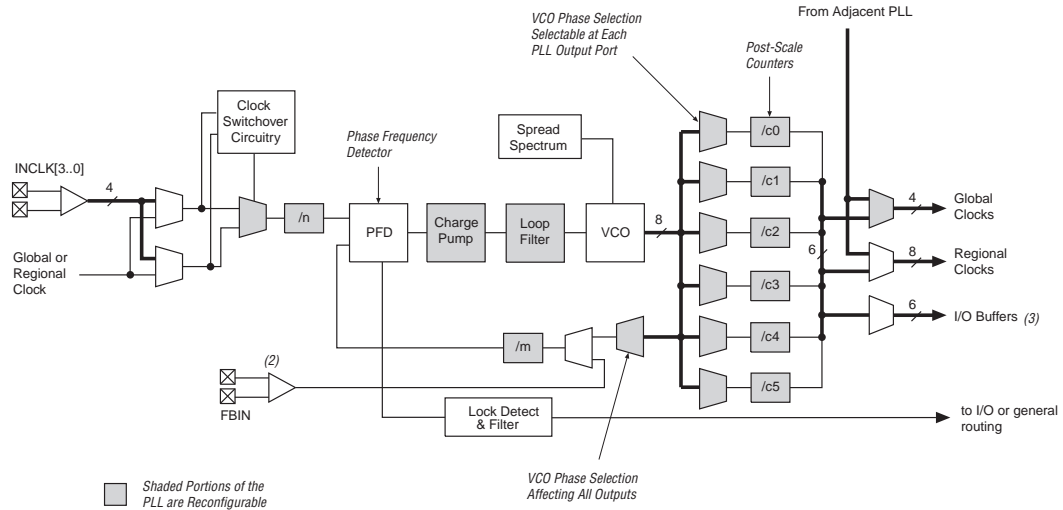 From Adjacent PLL
VCO Phase Selection
Selectable at Each
PLL Output Port
Post-Scale
Counters
Clock
Switchover
Circuitry
Phase Frequency
Detector
Spread
Spectrum
INCLK[3..0]
4
/n
PFD
Charge
Pump
Loop
Filter
VCO
8
/c0
/c1
/c2
/c3
/c4
/c5
6
4
Global
Clocks
8
Regional
Clocks
6
I/O Buffers (3)
Global or
Regional
Clock
/m
(2)
FBIN
Lock Detect
& Filter
to I/O or general
routing
VCO Phase Selection
Affecting All Outputs
Shaded Portions of the
PLL are Reconfigurable